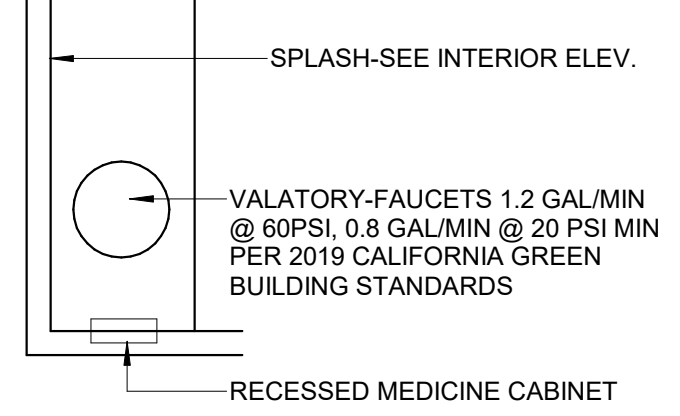 SPLASH-SEE INTERIOR ELEV.
VALATORY-FAUCETS 1.2 GAL/MIN
@ 60PSI, 0.8 GAL/MIN @ 20 PSI MIN
PER 2019 CALIFORNIA GREEN
BUILDING STANDARDS
RECESSED MEDICINE CABINET